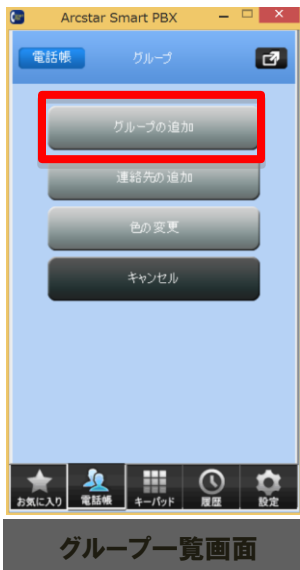 Arcstar Smart PBX
電話帳 グループ
グループの追加
連絡先の追加
色の変更
キャンセル
お気に入り 電話帳 キーパッド 履歴 設定
グループ一覧画面